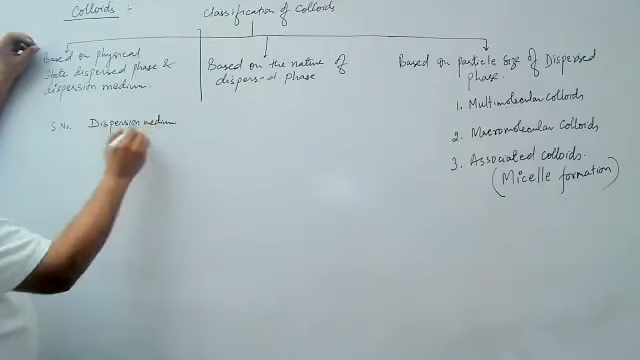 Colloids :-
Classification of Colloids.
Based on physical
State dispersed phase &
dispersion medium.
Based on the nature of
dispersed phase
Based on particle size of Dispersed
phase.
1. Multimolecular colloids
2. Macromolecular Colloids
3. Associated colloids.
(Micelle formation)
S No. Dispersion medium